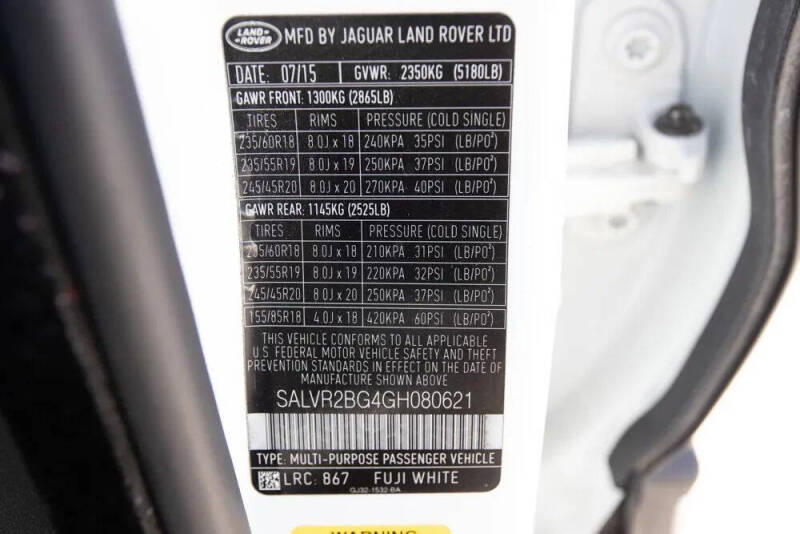 LAND-
-ROVER
MFD BY JAGUAR LAND ROVER LTD
DATE: 07/15 GVWR: 2350KG (5180LB)
GAWR FRONT: 1300KG (2865LB)
TIRES RIMS PRESSURE (COLD SINGLE)
235/60R18 8.0J x 18 240KPA 35PSI (LB/PO²)
235/55R19 8.0J x 19 250KPA 37PSI (LB/PO²)
245/45R20 8.0J x 20 270KPA 40PSI (LB/PO²)
GAWR REAR: 1145KG (2525LB)
TIRES RIMS PRESSURE (COLD SINGLE)
235/60R18 8.0J x 18 210KPA 31PSI (LB/PO²)
235/55R19 8.0J x 19 220KPA 32PSI (LB/PO²)
245/45R20 8.0J x 20 250KPA 37PSI (LB/PO²)
155/85R18 4.0J x 18 420KPA 60PSI (LB/PO²)
THIS VEHICLE CONFORMS TO ALL APPLICABLE
U.S. FEDERAL MOTOR VEHICLE SAFETY AND THEFT
PREVENTION STANDARDS IN EFFECT ON THE DATE
OF MANUFACTURE SHOWN ABOVE
SALVR2BG4GH080621
TYPE: MULTI-PURPOSE PASSENGER VEHICLE
LRC: 867 FUJI WHITE
GJ32-1532-BA
WARNING